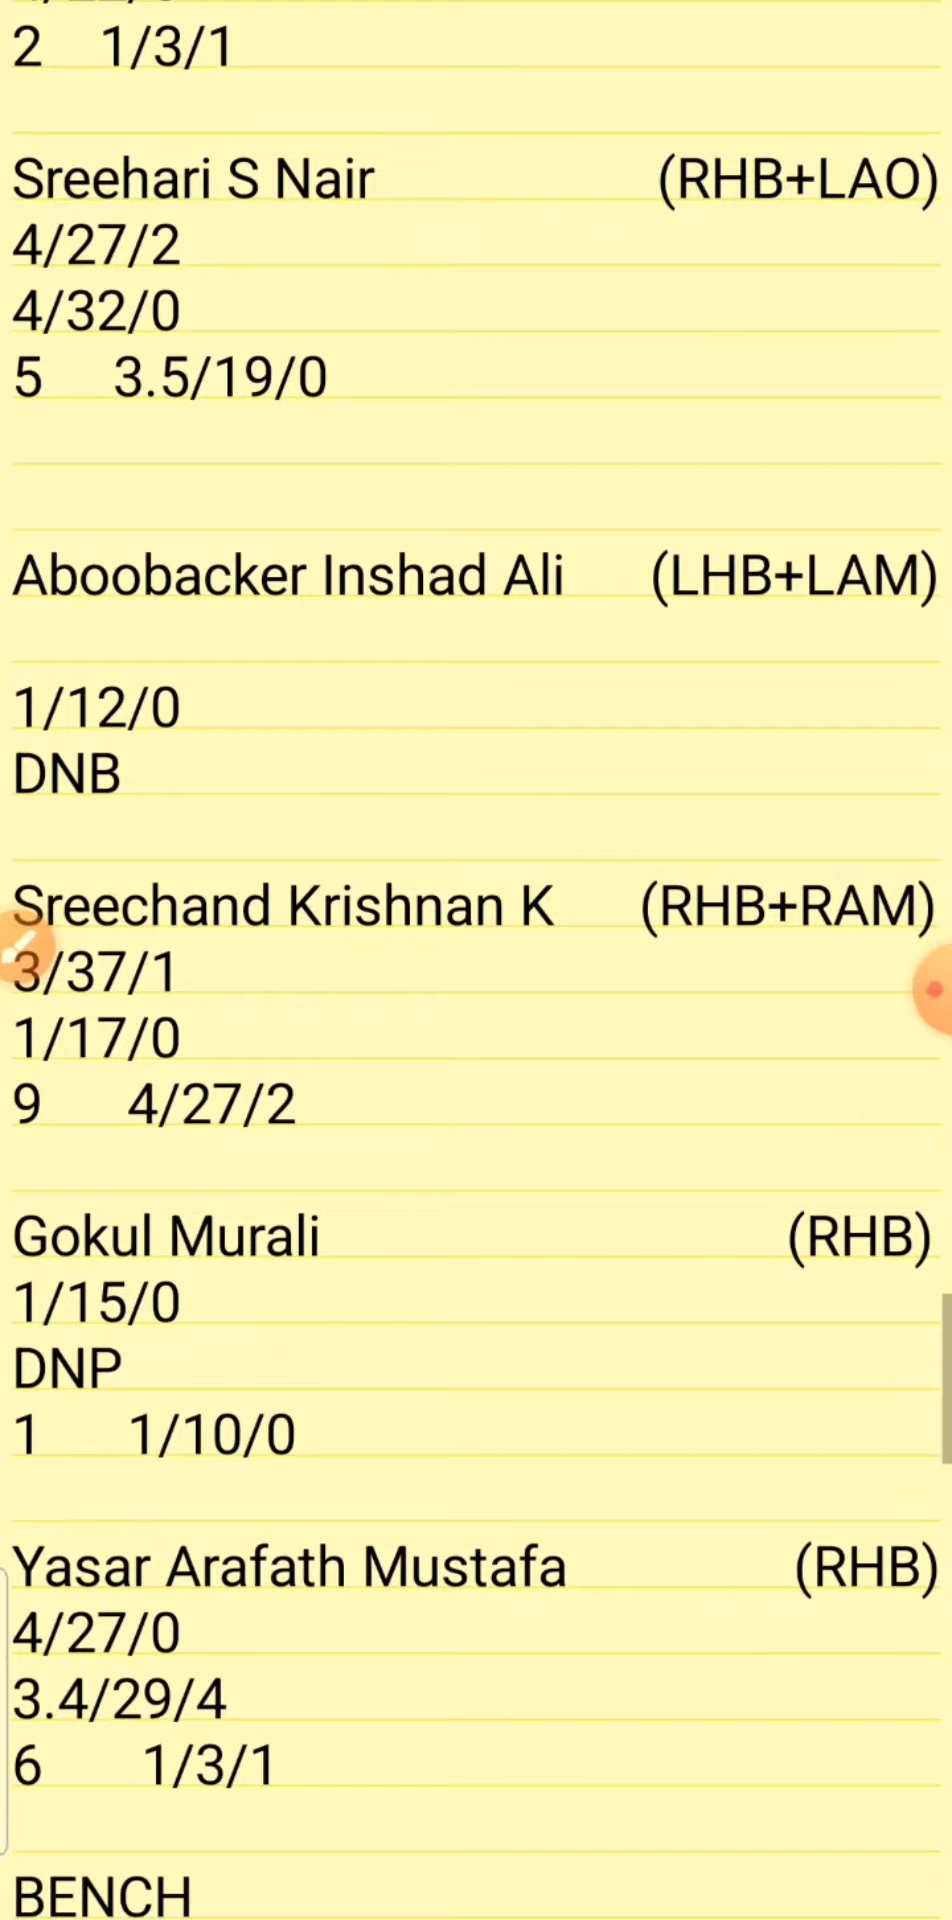 2 1/3/1
Sreehari S Nair (RHB+LAO)
4/27/2
4/32/0
5 3.5/19/0
Aboobacker Inshad Ali (LHB+LAM)
1/12/0
DNB
Sreechand Krishnan K (RHB+RAM)
3/37/1
1/17/0
9 4/27/2
Gokul Murali (RHB)
1/15/0
DNP
1 1/10/0
Yasar Arafath Mustafa (RHB)
4/27/0
3.4/29/4
6 1/3/1
BENCH